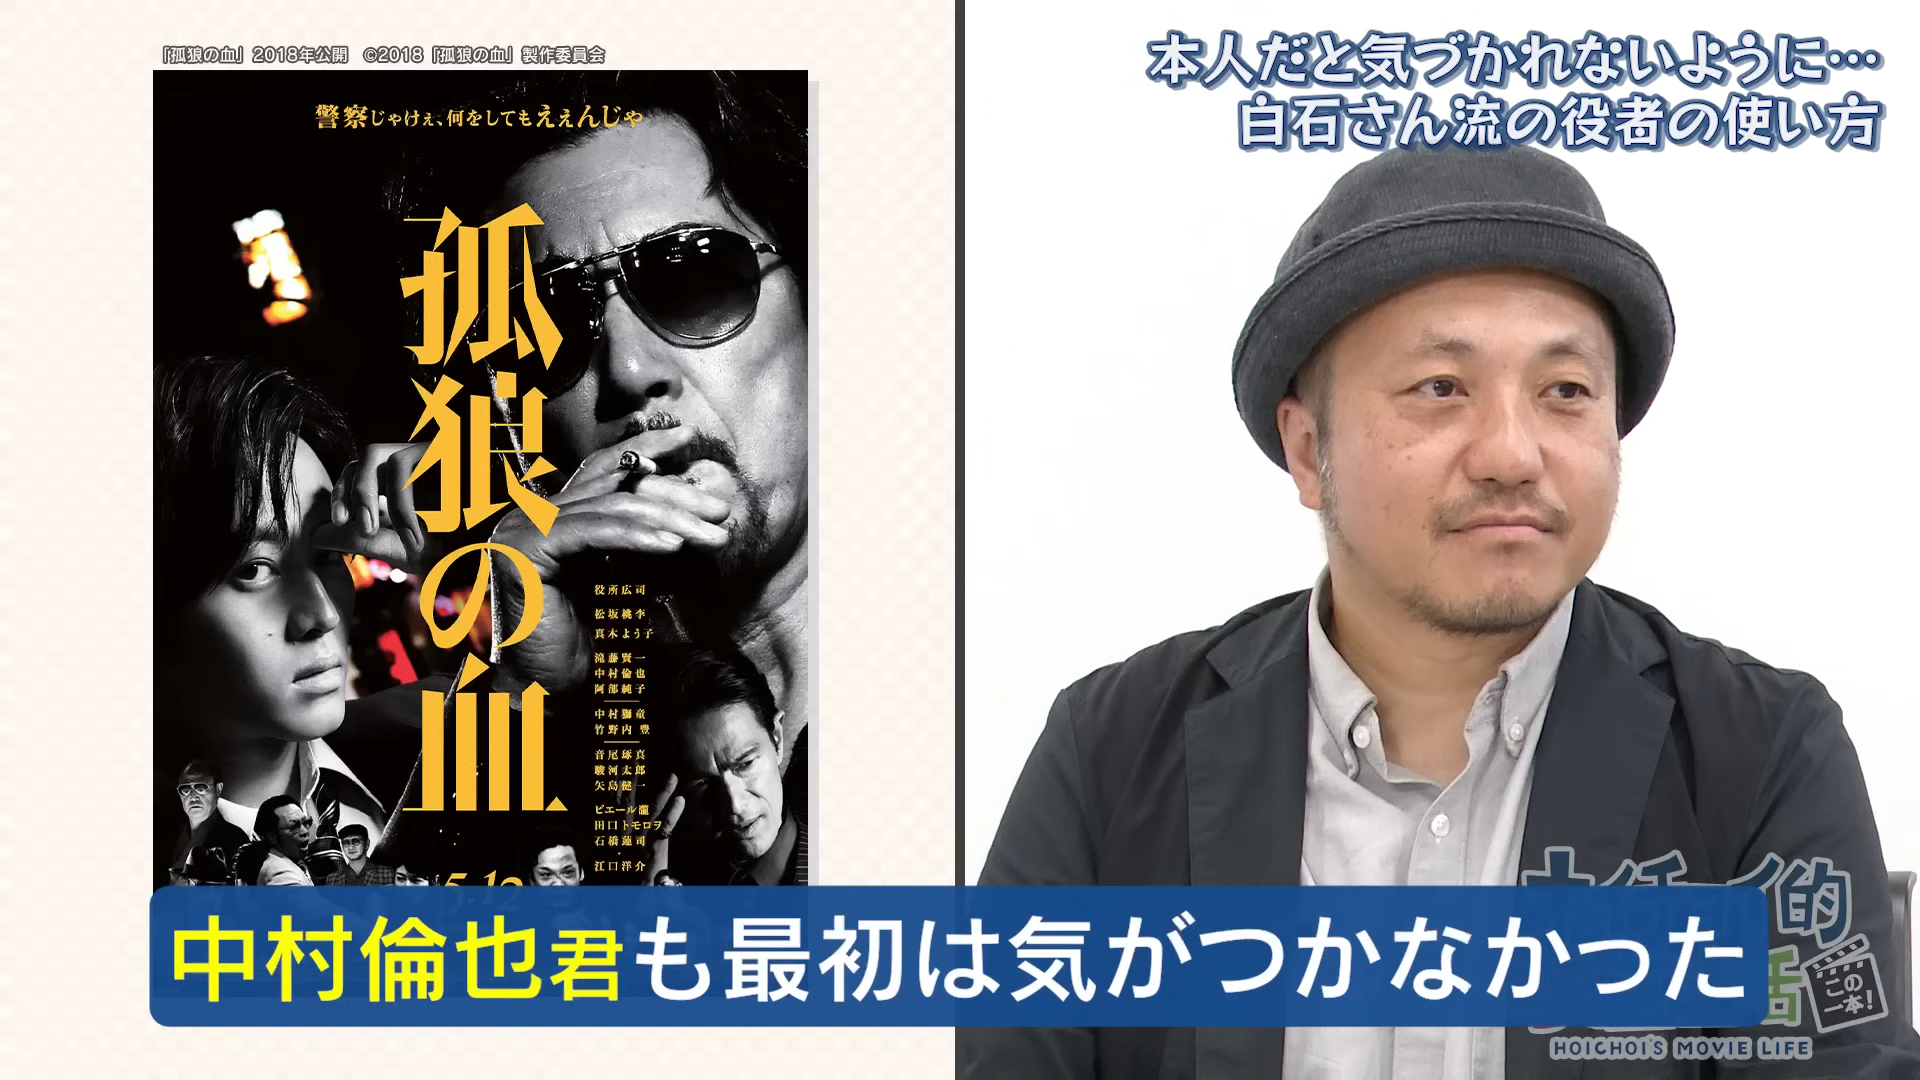 「孤狼の血」2018年公開　©2018「孤狼の血」製作委員会
警察じゃけぇ、何をしてもええんじゃ
孤狼の血
役所広司
松坂桃李
真木よう子
滝藤賢一
中村倫也
阿部純子
中村獅童
竹野内豊
音尾琢真
駿河太郎
矢島健一
ピエール瀧
田口トモロヲ
石橋蓮司
江口洋介
5.12
本人だと気づかれないように…
白石さん流の役者の使い方
中村倫也君も最初は気がつかなかった
この
一本!
HOICHOI'S MOVIE LIFE